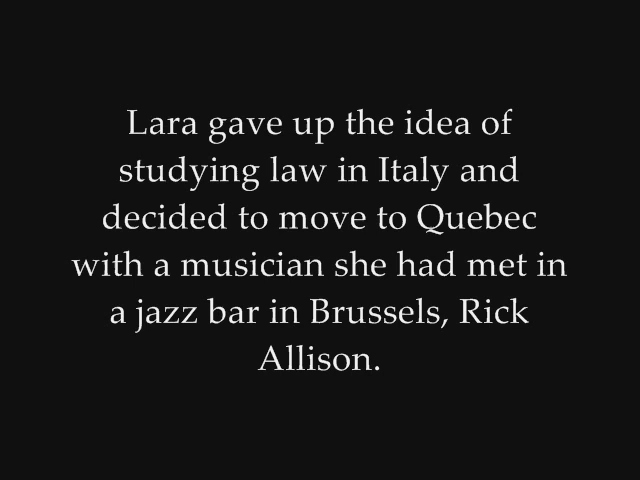 Lara gave up the idea of
studying law in Italy and
decided to move to Quebec
with a musician she had met in
a jazz bar in Brussels, Rick
Allison.